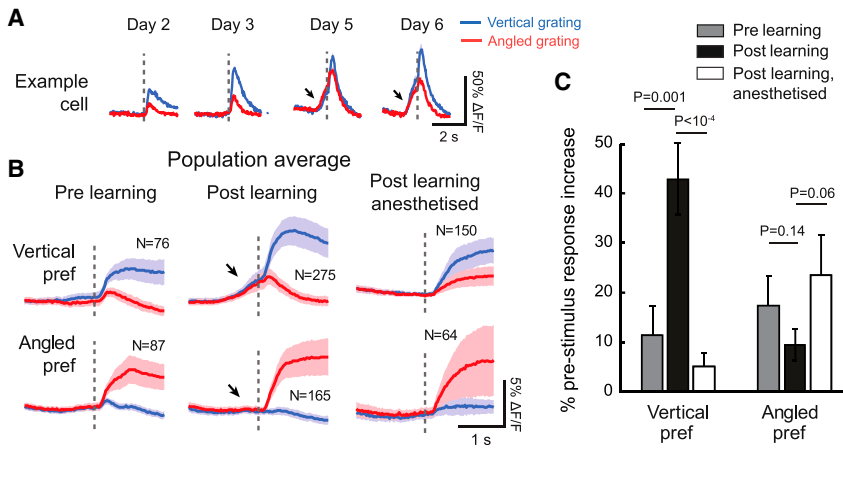 A
Day 2
Day 3
Day 5
Day 6
Vertical grating
Angled grating
Example
cell
50% ΔF/F
2 s
B
Population average
Pre learning
Post learning
Post learning
anesthetised
Vertical
pref
N=76
N=275
N=150
Angled
pref
N=87
N=165
N=64
5% ΔF/F
1 s
C
Pre learning
Post learning
Post learning,
anesthetised
P=0.001
P<10⁻⁴
P=0.06
P=0.14
% pre-stimulus response increase
50
40
30
20
10
0
Vertical
pref
Angled
pref